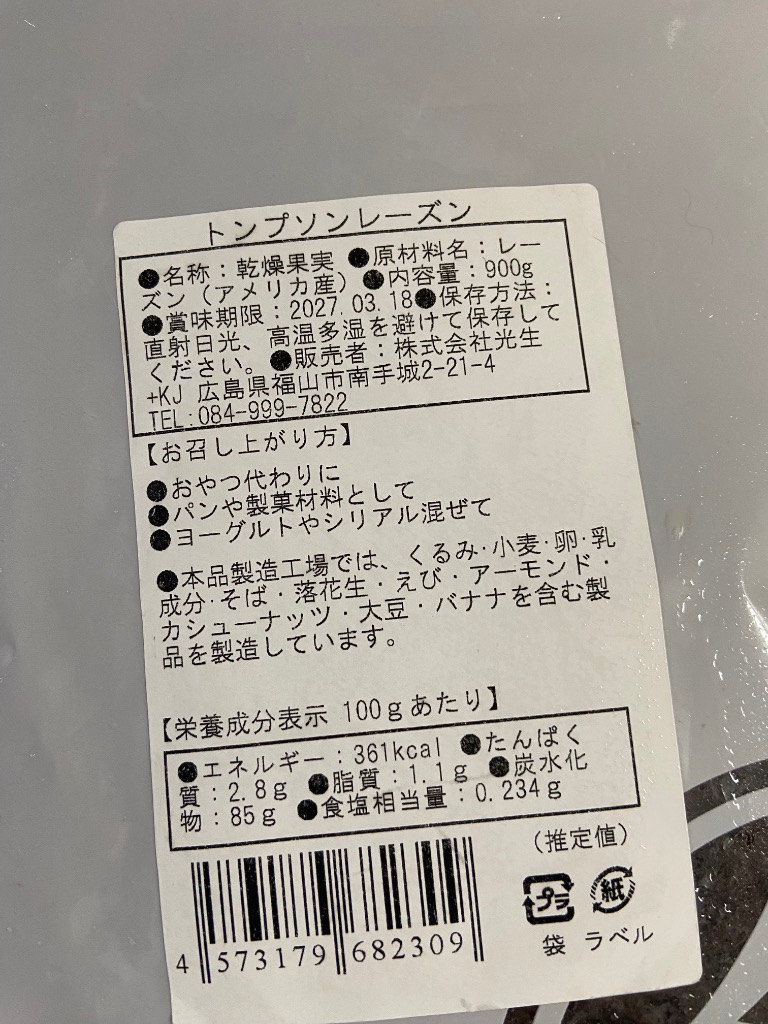 トンプソンレーズン
●名称：乾燥果実 ●原材料名：レー
ズン（アメリカ産）●内容量：900g
●賞味期限：2027.03.18●保存方法：
直射日光、高温多湿を避けて保存して
ください。●販売者：株式会社光生
+KJ 広島県福山市南手城2-21-4
TEL:084-999-7822
【お召し上がり方】
●おやつ代わりに
●パンや製菓材料として
●ヨーグルトやシリアル混ぜて
●本品製造工場では、くるみ・小麦・卵・乳
成分・そば・落花生・えび・アーモンド・
カシューナッツ・大豆・バナナを含む製
品を製造しています。
【栄養成分表示 100gあたり】
●エネルギー：361kcal ●たんぱく
質：2.8g ●脂質：1.1g ●炭水化
物：85g ●食塩相当量：0.234g
（推定値）
プラ 紙
袋 ラベル
4 573179 682309